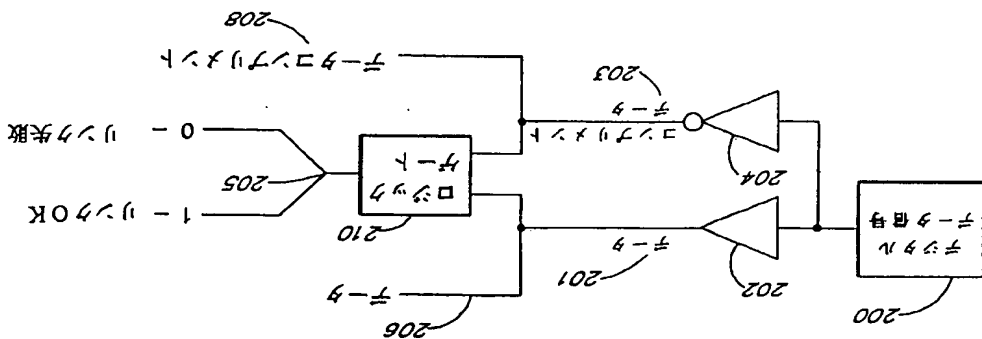 200
デジタル
データ信号
202
201
データ
206
データ
210
ロジック
ゲート
205
1 - リンクOK
0 - リンク失敗
204
コンプリメント
データ
203
データコンプリメント
208